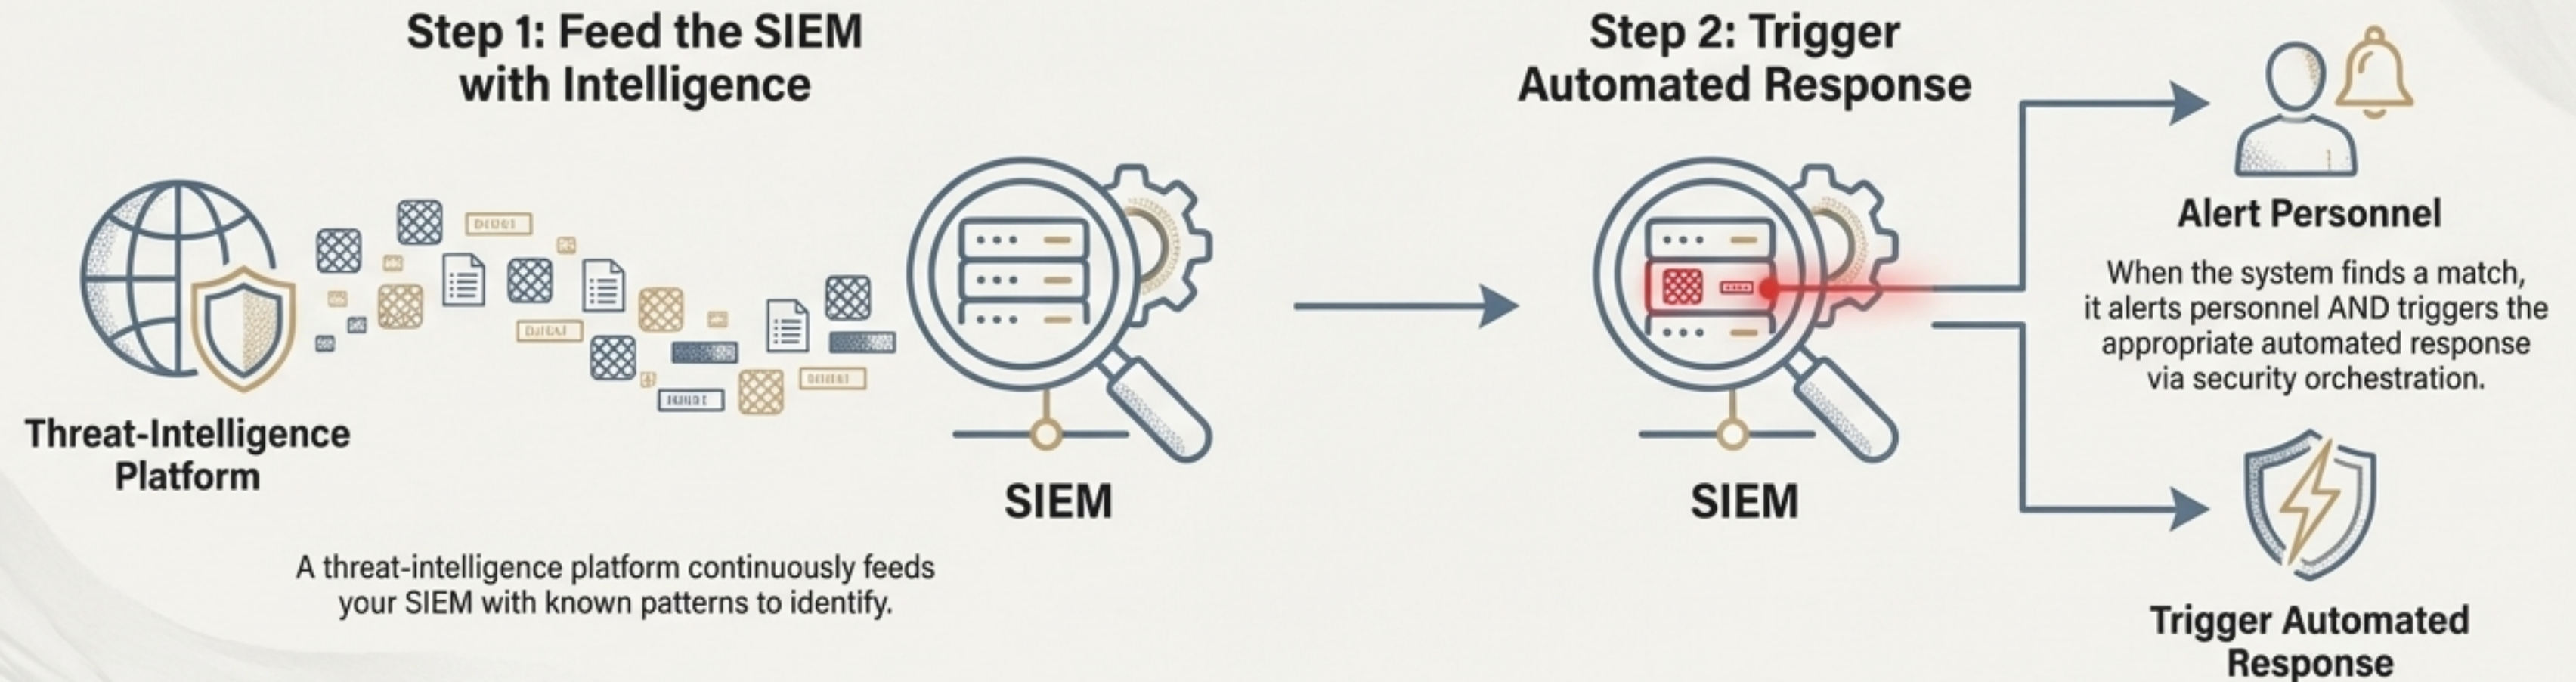 Step 1: Feed the SIEM
with Intelligence
Threat-Intelligence
Platform
SIEM
A threat-intelligence platform continuously feeds
your SIEM with known patterns to identify.
Step 2: Trigger
Automated Response
SIEM
Alert Personnel
When the system finds a match,
it alerts personnel AND triggers the
appropriate automated response
via security orchestration.
Trigger Automated
Response